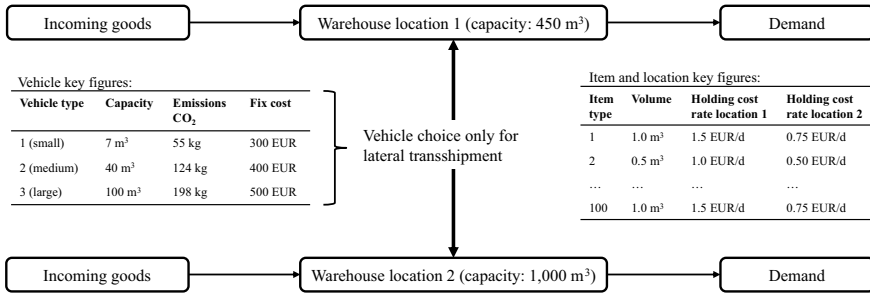 Incoming goods
Warehouse location 1 (capacity: 450 m³)
Demand
Vehicle key figures:
Vehicle type Capacity Emissions CO₂ Fix cost
1 (small) 7 m³ 55 kg 300 EUR
2 (medium) 40 m³ 124 kg 400 EUR
3 (large) 100 m³ 198 kg 500 EUR
Vehicle choice only for
lateral transshipment
Item and location key figures:
Item type Volume Holding cost rate location 1 Holding cost rate location 2
1 1.0 m³ 1.5 EUR/d 0.75 EUR/d
2 0.5 m³ 1.0 EUR/d 0.50 EUR/d
… … … …
100 1.0 m³ 1.5 EUR/d 0.75 EUR/d
Incoming goods
Warehouse location 2 (capacity: 1,000 m³)
Demand